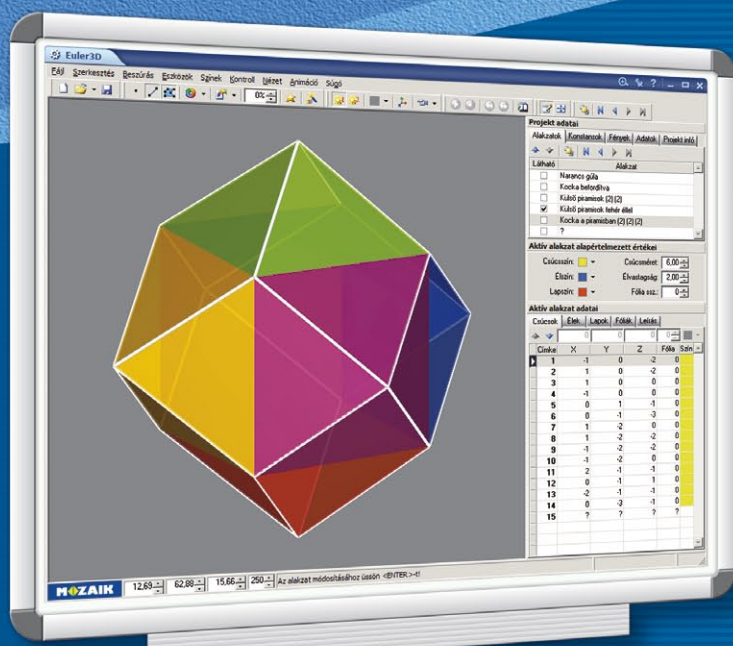 Euler3D
Fájl Szerkesztés Beszúrás Eszközök Színek Kontroll Nézet Animáció Súgó
0%
Projekt adatai
Alakzatok Konstansok Fények Adatok Projekt infó
Látható Alakzat
Narancs gúla
Kocka befordítva
Külső piramisok (2) (2)
Külső piramisok fehér éllel
Kocka a piramisban (2) (2) (2)
?
Aktív alakzat alapértelmezett értékei
Csúcsszín: Csúcsméret: 6,00
Élszín: Élvastagság: 2,00
Lapszín: Fólia ssz.: 0
Aktív alakzat adatai
Csúcsok Élek Lapok Fóliák Leírás
0 0 0 0
Címke X Y Z Fólia Szín
1 -1 0 -2 0
2 1 0 -2 0
3 1 0 0 0
4 -1 0 0 0
5 0 1 -1 0
6 0 -1 -3 0
7 1 -2 0 0
8 1 -2 -2 0
9 -1 -2 -2 0
10 -1 -2 0 0
11 2 -1 -1 0
12 0 -1 1 0
13 -2 -1 -1 0
14 0 -3 -1 0
15 ? ? ? ?
MOZAIK 12,69 62,88 15,66 250 Az alakzat módosításához üssön <ENTER>-t!